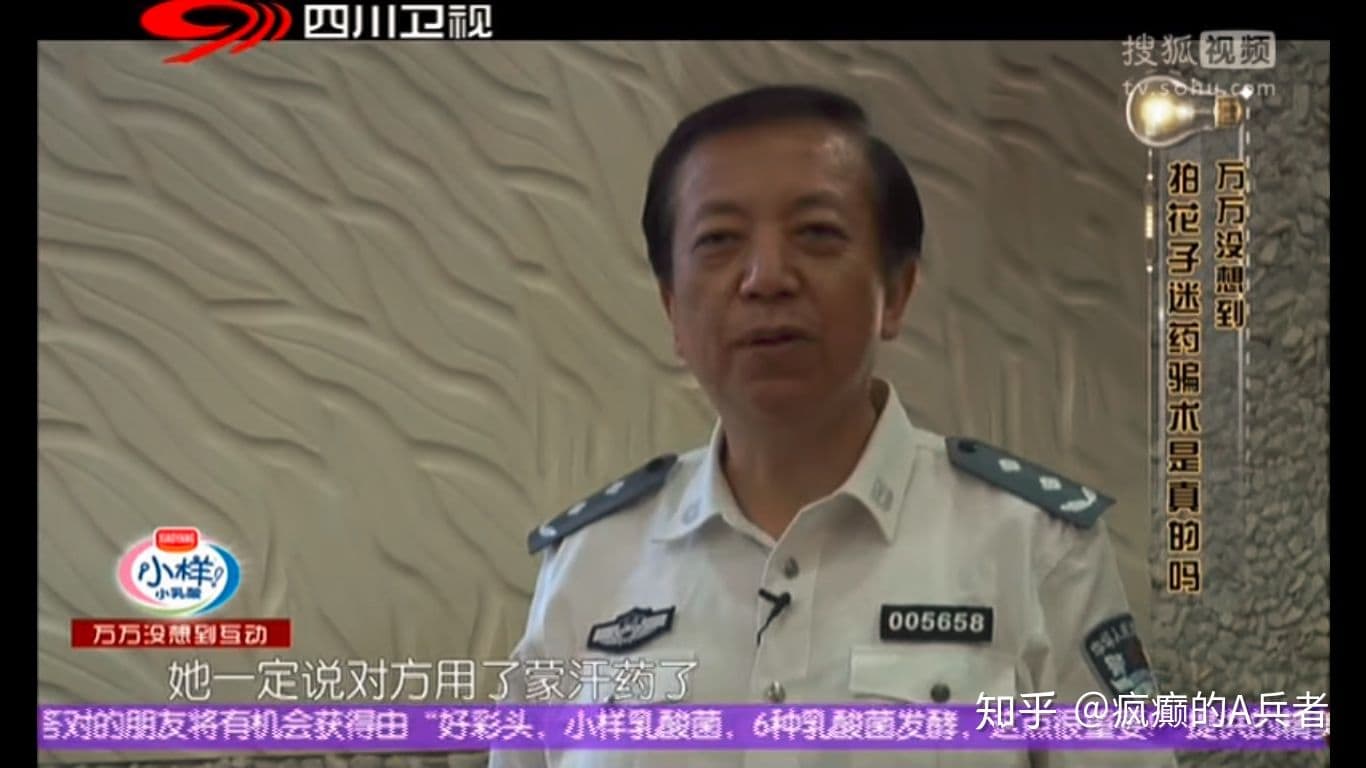 四川卫视
搜狐视频
tv.sohu.com
万万没想到
拍花子迷药骗术是真的吗
005658
XIAOYANG
小样
小乳酸
万万没想到互动
她一定说对方用了蒙汗药了
答对的朋友将有机会获得由“好彩头，小样乳酸菌，6种乳酸菌发酵，
知乎 @疯癫的A兵者